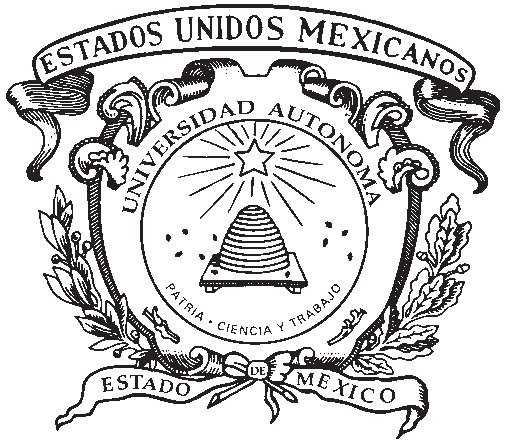 ESTADOS UNIDOS MEXICANOS
UNIVERSIDAD AUTONOMA
PATRIA • CIENCIA Y TRABAJO
ESTADO DE MEXICO